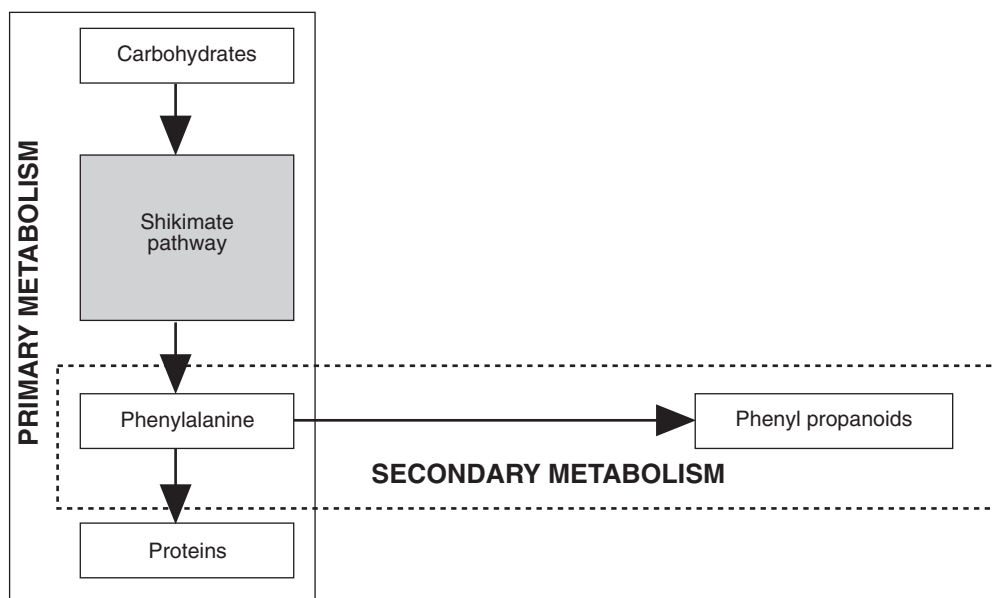 PRIMARY METABOLISM
Carbohydrates
Shikimate
pathway
Phenylalanine
Phenyl propanoids
SECONDARY METABOLISM
Proteins